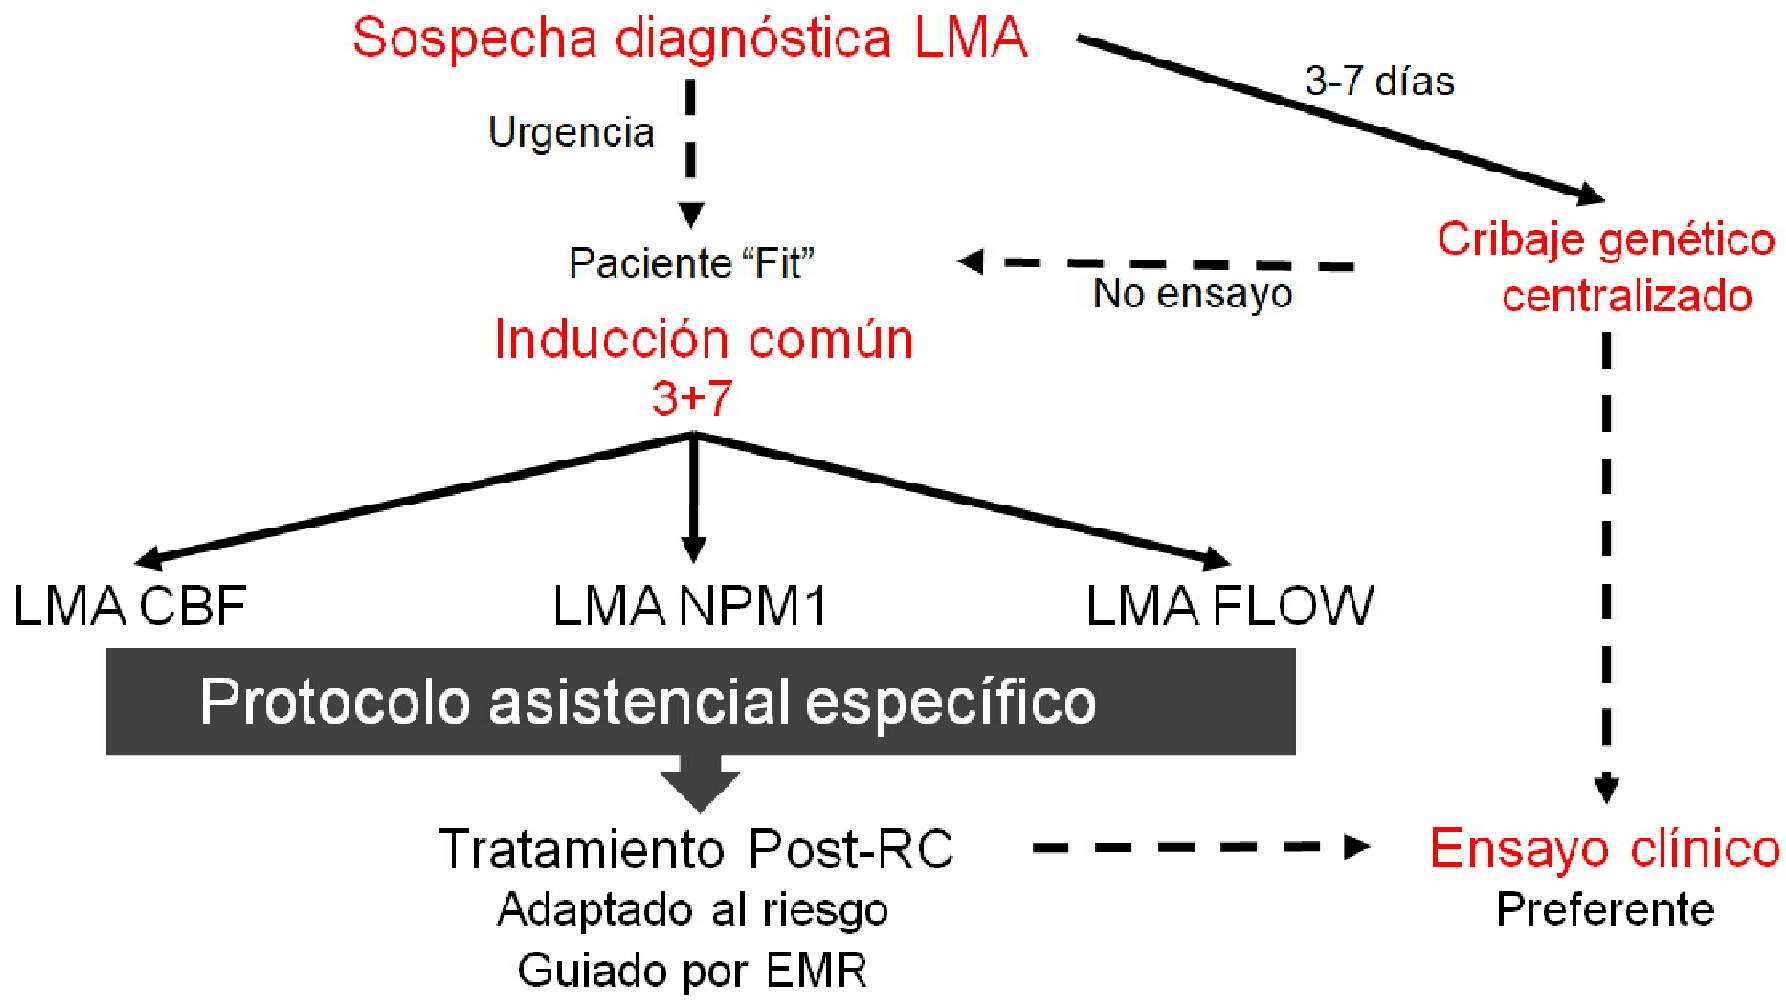 Sospecha diagnóstica LMA
3-7 días
Urgencia
Cribaje genético
centralizado
Paciente “Fit”
No ensayo
Inducción común
3+7
LMA CBF
LMA NPM1
LMA FLOW
Protocolo asistencial específico
Tratamiento Post-RC
Adaptado al riesgo
Guiado por EMR
Ensayo clínico
Preferente